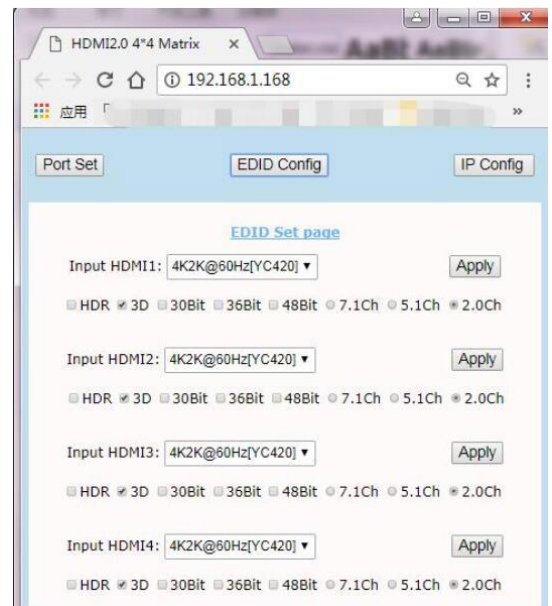 HDMI2.0 4*4 Matrix
192.168.1.168
应用
Port Set EDID Config IP Config
EDID Set page
Input HDMI1: 4K2K@60Hz[YC420] Apply
HDR 3D 30Bit 36Bit 48Bit 7.1Ch 5.1Ch 2.0Ch
Input HDMI2: 4K2K@60Hz[YC420] Apply
HDR 3D 30Bit 36Bit 48Bit 7.1Ch 5.1Ch 2.0Ch
Input HDMI3: 4K2K@60Hz[YC420] Apply
HDR 3D 30Bit 36Bit 48Bit 7.1Ch 5.1Ch 2.0Ch
Input HDMI4: 4K2K@60Hz[YC420] Apply
HDR 3D 30Bit 36Bit 48Bit 7.1Ch 5.1Ch 2.0Ch